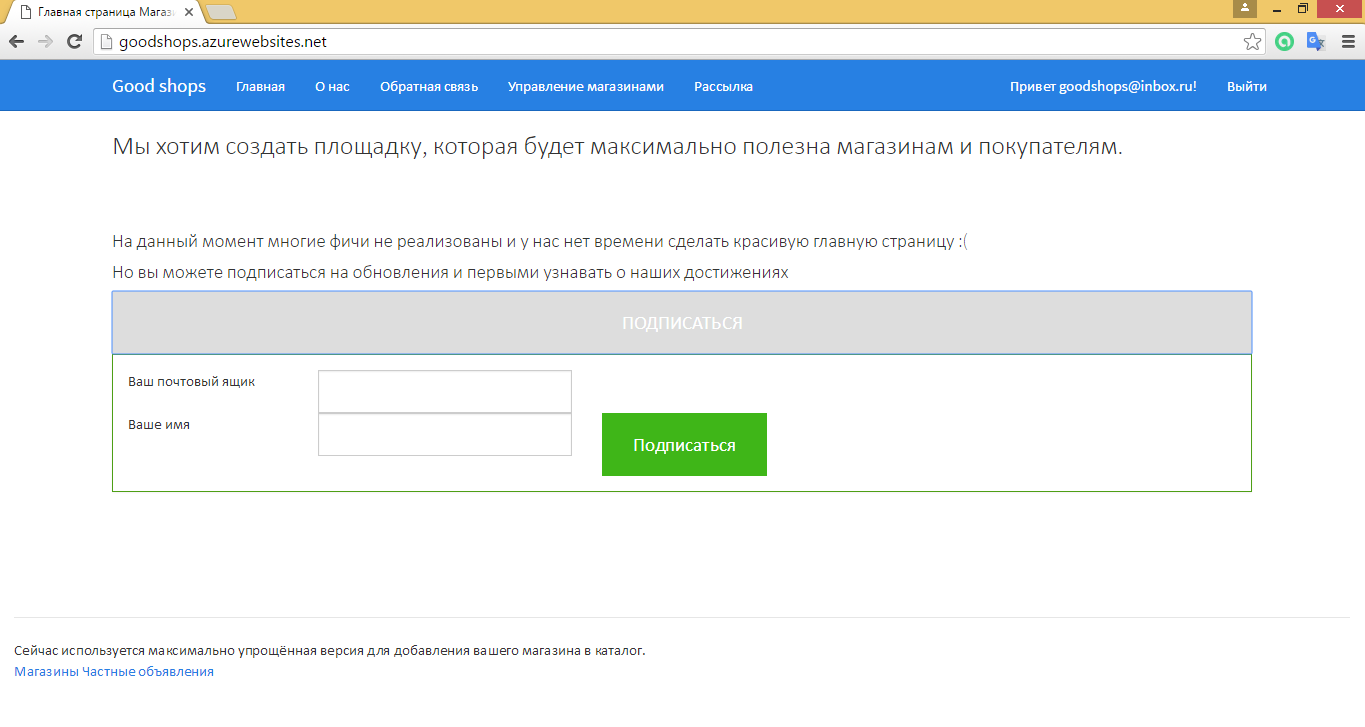 Главная страница Магаз
goodshops.azurewebsites.net
Good shops Главная О нас Обратная связь Управление магазинами Рассылка Привет goodshops@inbox.ru! Выйти
Мы хотим создать площадку, которая будет максимально полезна магазинам и покупателям.
На данный момент многие фичи не реализованы и у нас нет времени сделать красивую главную страницу :(
Но вы можете подписаться на обновления и первыми узнавать о наших достижениях
ПОДПИСАТЬСЯ
Ваш почтовый ящик
Ваше имя
Подписаться
Сейчас используется максимально упрощённая версия для добавления вашего магазина в каталог.
Магазины Частные объявления